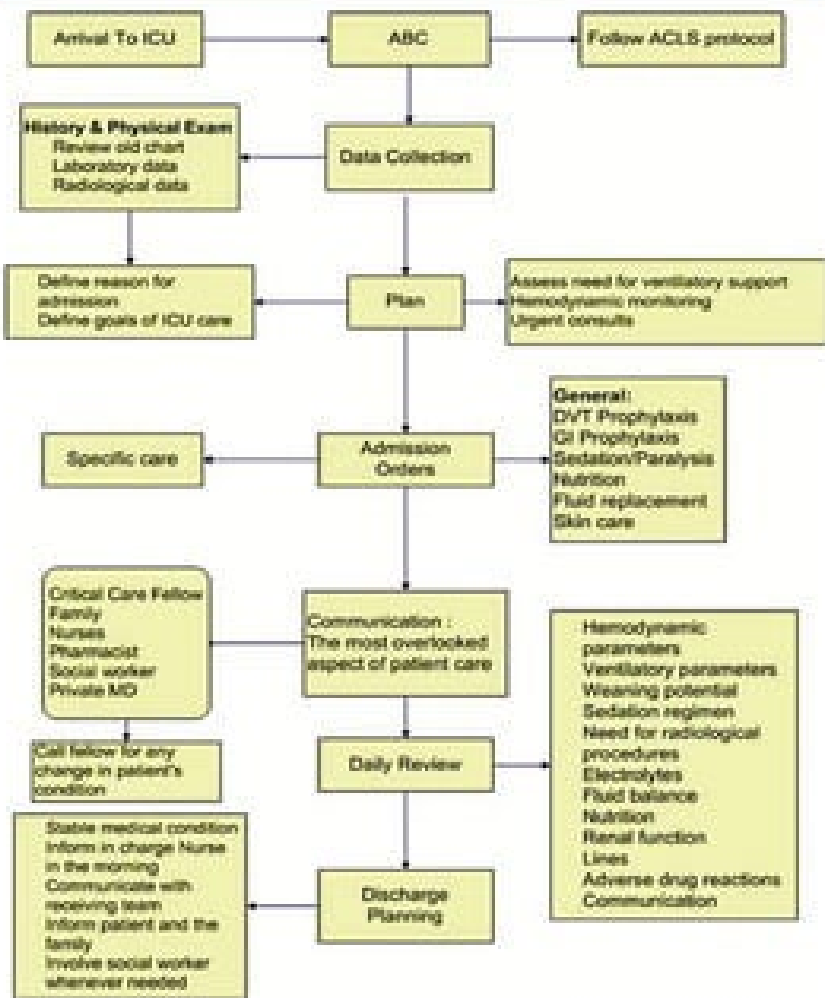 Arrival To ICU
ABC
Follow ACLS protocol
History & Physical Exam
Review old chart
Laboratory data
Radiological data
Data Collection
Define reason for
admission
Define goals of ICU care
Plan
Assess need for ventilatory support
Hemodynamic monitoring
Urgent consults
Specific care
Admission
Orders
General:
DVT Prophylaxis
GI Prophylaxis
Sedation/Paralysis
Nutrition
Fluid replacement
Skin care
Critical Care Fellow
Family
Nurses
Pharmacist
Social worker
Private MD
Communication :
The most overlooked
aspect of patient care
Call fellow for any
change in patient's
condition
Daily Review
Hemodynamic
parameters
Ventilatory parameters
Weaning potential
Sedation regimen
Need for radiological
procedures
Electrolytes
Fluid balance
Nutrition
Renal function
Lines
Adverse drug reactions
Communication
Stable medical condition
Inform in charge Nurse
in the morning
Communicate with
receiving team
Inform patient and the
family
Involve social worker
whenever needed
Discharge
Planning